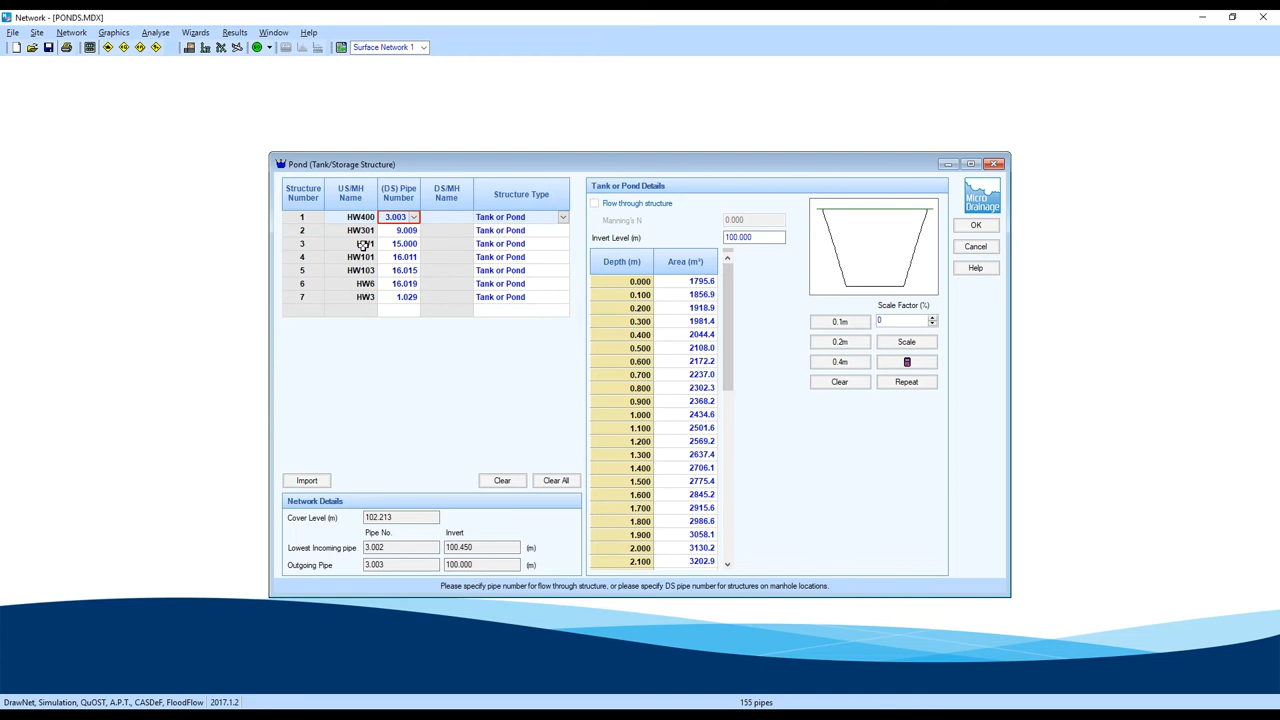 Network - [PONDS.MDX]
File Site Network Graphics Analyse Wizards Results Window Help
Surface Network 1
Pond (Tank/Storage Structure)
Structure Number US/MH Name (DS) Pipe Number DS/MH Name Structure Type
1 HW400 3.003 Tank or Pond
2 HW301 9.009 Tank or Pond
3 15.000 Tank or Pond
4 HW101 16.011 Tank or Pond
5 HW103 16.015 Tank or Pond
6 HW6 16.019 Tank or Pond
7 HW3 1.029 Tank or Pond
Import Clear Clear All
Network Details
Cover Level (m) 102.213
Pipe No. Invert
Lowest Incoming pipe 3.002 100.450 (m)
Outgoing Pipe 3.003 100.000 (m)
Tank or Pond Details
Flow through structure
Manning's N 0.000
Invert Level (m) 100.000
Depth (m) Area (m²)
0.000 1795.6
0.100 1856.9
0.200 1918.9
0.300 1981.4
0.400 2044.4
0.500 2108.0
0.600 2172.2
0.700 2237.0
0.800 2302.3
0.900 2368.2
1.000 2434.6
1.100 2501.6
1.200 2569.2
1.300 2637.4
1.400 2706.1
1.500 2775.4
1.600 2845.2
1.700 2915.6
1.800 2986.6
1.900 3058.1
2.000 3130.2
2.100 3202.9
Scale Factor (%)
0.1m 0
0.2m Scale
0.4m
Clear Repeat
Micro Drainage
OK
Cancel
Help
Please specify pipe number for flow through structure, or please specify DS pipe number for structures on manhole locations.
DrawNet, Simulation, QuOST, A.P.T., CASDeF, FloodFlow 2017.1.2 155 pipes